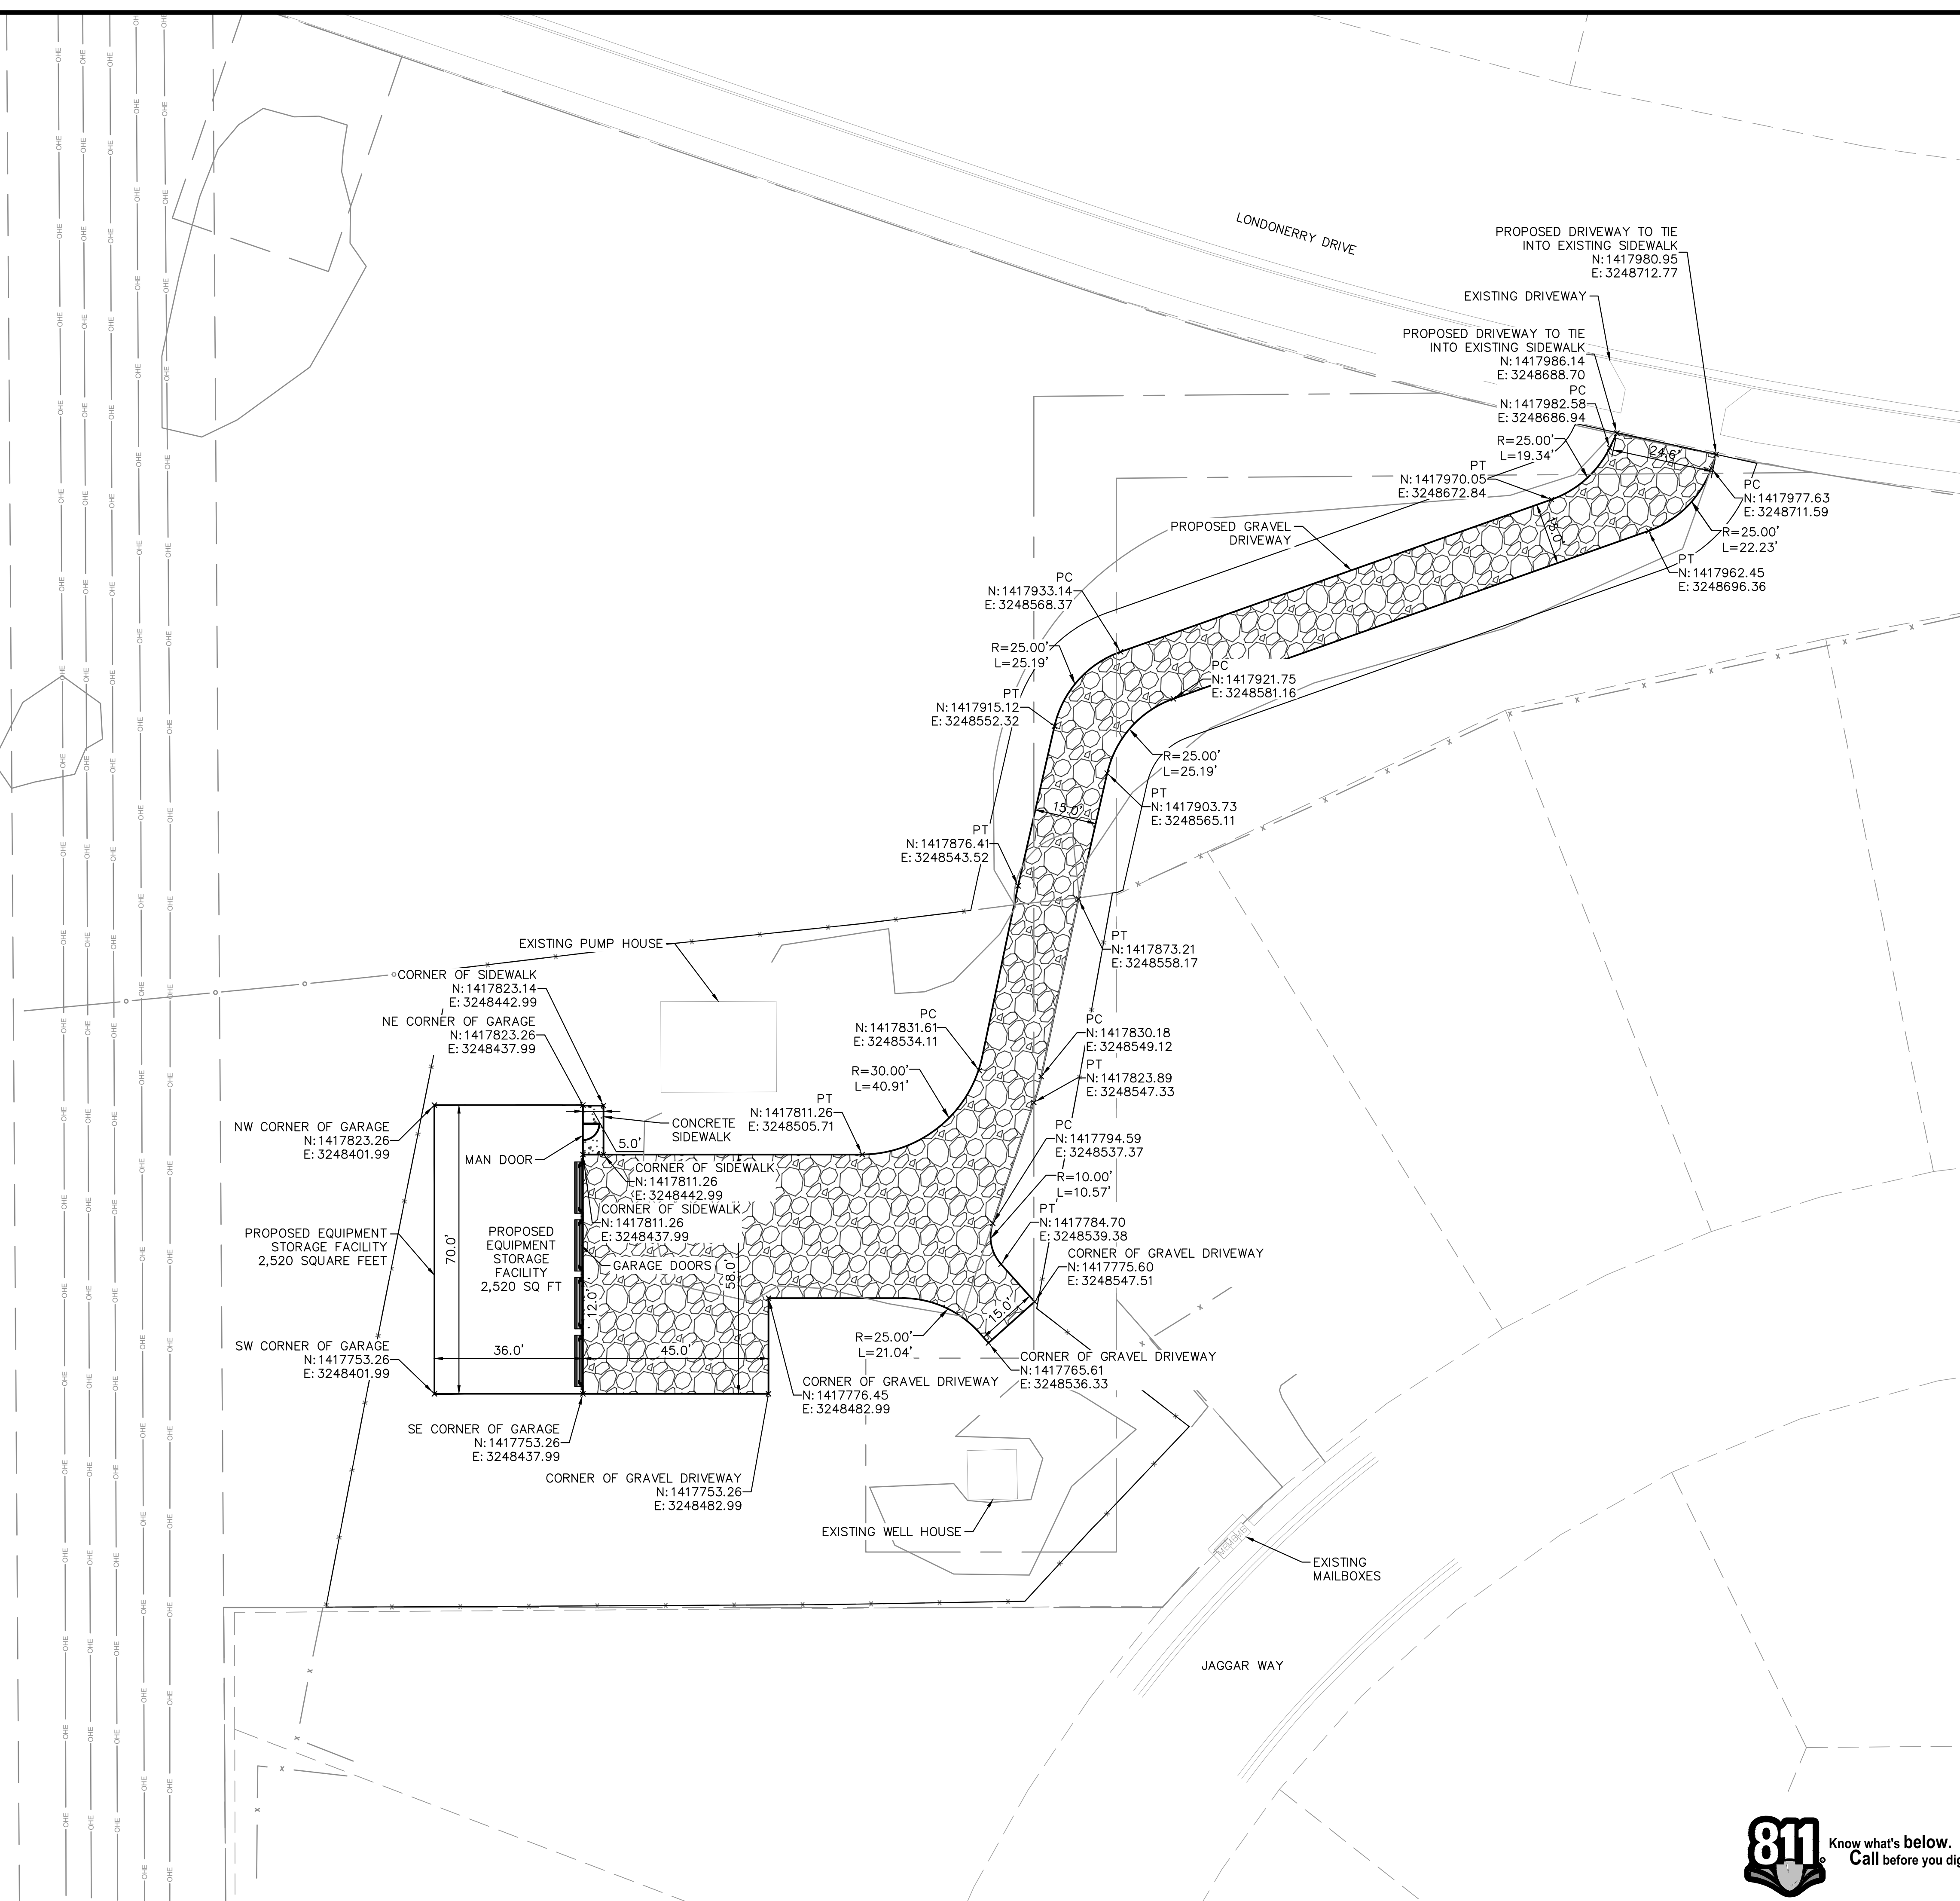 LONDONERRY DRIVE
PROPOSED DRIVEWAY TO TIE
INTO EXISTING SIDEWALK
N: 1417980.95
E: 3248712.77
EXISTING DRIVEWAY
PROPOSED DRIVEWAY TO TIE
INTO EXISTING SIDEWALK
N: 1417986.14
E: 3248688.70
PC
N: 1417982.58
E: 3248686.94
R=25.00'
L=19.34'
24.6'
PT
N: 1417970.05
E: 3248672.84
PC
N: 1417977.63
E: 3248711.59
R=25.00'
L=22.23'
15.0'
PROPOSED GRAVEL
DRIVEWAY
PT
N: 1417962.45
E: 3248696.36
PC
N: 1417933.14
E: 3248568.37
R=25.00'
L=25.19'
PC
N: 1417921.75
E: 3248581.16
PT
N: 1417915.12
E: 3248552.32
R=25.00'
L=25.19'
PT
N: 1417903.73
E: 3248565.11
15.0'
PT
N: 1417876.41
E: 3248543.52
PT
N: 1417873.21
E: 3248558.17
EXISTING PUMP HOUSE
CORNER OF SIDEWALK
N: 1417823.14
E: 3248442.99
NE CORNER OF GARAGE
N: 1417823.26
E: 3248437.99
PC
N: 1417831.61
E: 3248534.11
PC
N: 1417830.18
E: 3248549.12
R=30.00'
L=40.91'
PT
N: 1417823.89
E: 3248547.33
PT
N: 1417811.26
E: 3248505.71
NW CORNER OF GARAGE
N: 1417823.26
E: 3248401.99
CONCRETE
SIDEWALK
5.0'
MAN DOOR
PC
N: 1417794.59
E: 3248537.37
CORNER OF SIDEWALK
N: 1417811.26
E: 3248442.99
R=10.00'
L=10.57'
CORNER OF SIDEWALK
N: 1417811.26
E: 3248437.99
PT
N: 1417784.70
E: 3248539.38
PROPOSED EQUIPMENT
STORAGE FACILITY
2,520 SQUARE FEET
70.0'
PROPOSED
EQUIPMENT
STORAGE
FACILITY
2,520 SQ FT
GARAGE DOORS
58.0'
12.0'
CORNER OF GRAVEL DRIVEWAY
N: 1417775.60
E: 3248547.51
15.0'
SW CORNER OF GARAGE
N: 1417753.26
E: 3248401.99
36.0'
45.0'
R=25.00'
L=21.04'
CORNER OF GRAVEL DRIVEWAY
N: 1417765.61
E: 3248536.33
CORNER OF GRAVEL DRIVEWAY
N: 1417776.45
E: 3248482.99
SE CORNER OF GARAGE
N: 1417753.26
E: 3248437.99
CORNER OF GRAVEL DRIVEWAY
N: 1417753.26
E: 3248482.99
EXISTING WELL HOUSE
MB MB MB
EXISTING
MAILBOXES
JAGGAR WAY
811
Know what's below.
Call before you dig